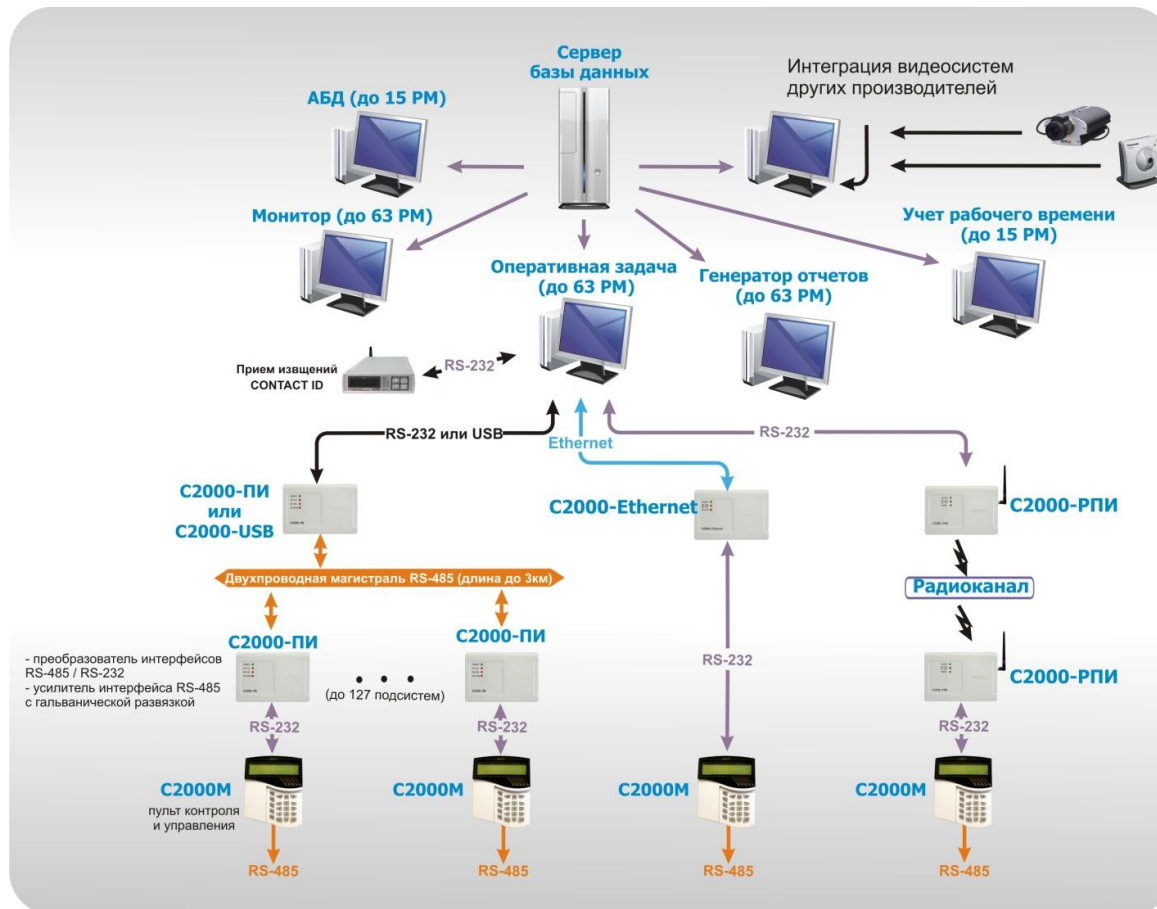 Сервер
базы данных
Интеграция видеосистем
других производителей
АБД (до 15 РМ)
Монитор (до 63 РМ)
Учет рабочего времени
(до 15 РМ)
Оперативная задача
(до 63 РМ)
Генератор отчетов
(до 63 РМ)
Прием извщений
CONTACT ID
RS-232
RS-232 или USB
Ethernet
RS-232
С2000-ПИ
или
С2000-USB
С2000-Ethernet
С2000-РПИ
Двухпроводная магистраль RS-485 (длина до 3км)
Радиоканал
С2000-ПИ
С2000-ПИ
- преобразователь интерфейсов
RS-485 / RS-232
- усилитель интерфейса RS-485
с гальванической развязкой
• • •
(до 127 подсистем)
RS-232
С2000-РПИ
RS-232
RS-232
RS-232
С2000М
пульт контроля
и управления
С2000М
С2000М
С2000М
RS-485
RS-485
RS-485
RS-485